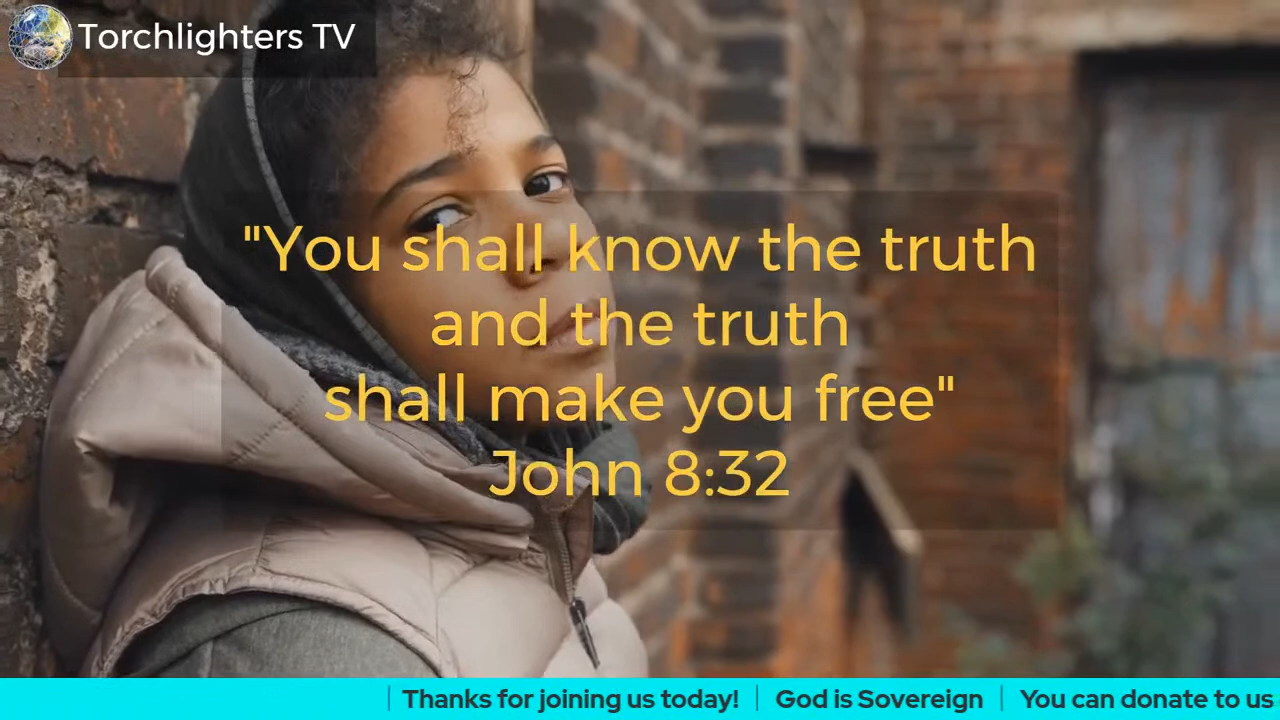 Torchlighters TV
"You shall know the truth
and the truth
shall make you free"
John 8:32
| Thanks for joining us today! | God is Sovereign | You can donate to us